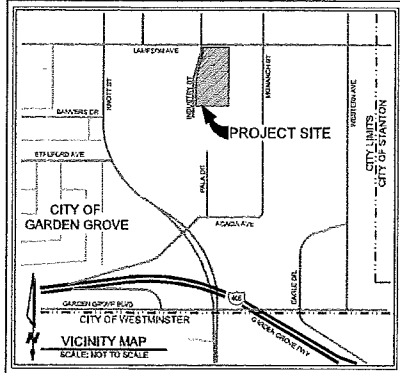 LAMPSON AVE
KNOTT ST
INDUSTRY ST
MONARCH ST
WESTERN AVE
BANNERS DR
PROJECT SITE
CITY LIMITS
CITY OF STANTON
STANFORD AVE
PALA DR
CITY OF
GARDEN GROVE
ACACIA AVE
EAGLE DR
405
GARDEN GROVE BLVD
GARDEN GROVE FWY
CITY OF WESTMINSTER
N
VICINITY MAP
SCALE: NOT TO SCALE